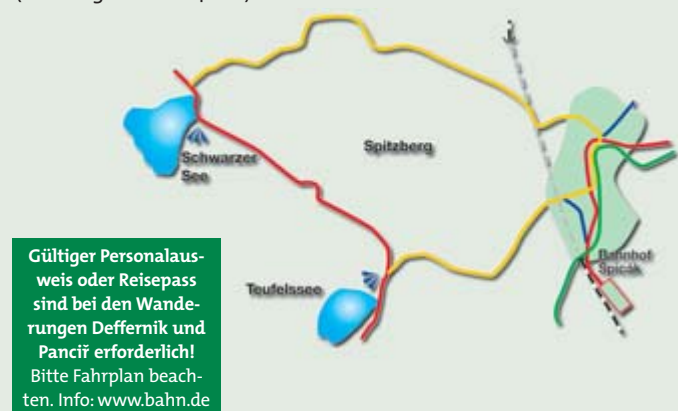 Spitzberg
Schwarzer
See
Bahnhof
Špičák
Teufelssee
Gültiger Personalaus-
weis oder Reisepass
sind bei den Wande-
rungen Deffernik und
Pancíř erforderlich!
Bitte Fahrplan beach-
ten. Info: www.bahn.de